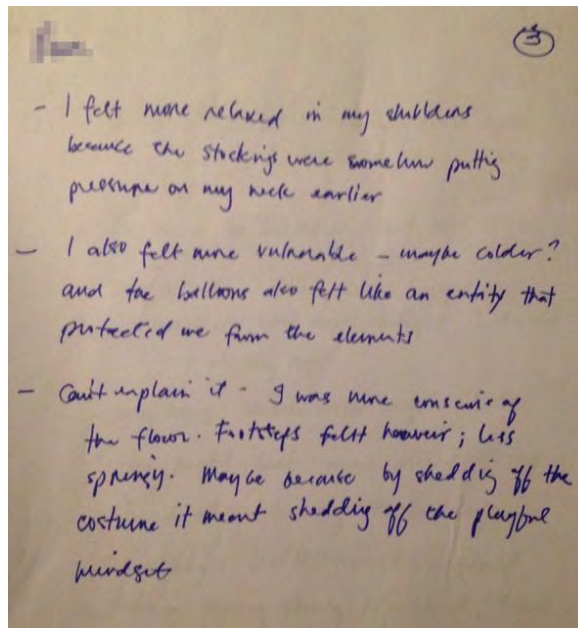 3
- I felt more relaxed in my shulders
because the stockings were somehow putting
pressure on my neck earlier
- I also felt more vulnerable - maybe colder?
and the balloons also felt like an entity that
protected me from the elements
- Can't explain it - I was more conscious of
the floor. Footsteps felt heavier; less
springy. Maybe because by shedding off the
costume it meant shedding off the playful
mindset